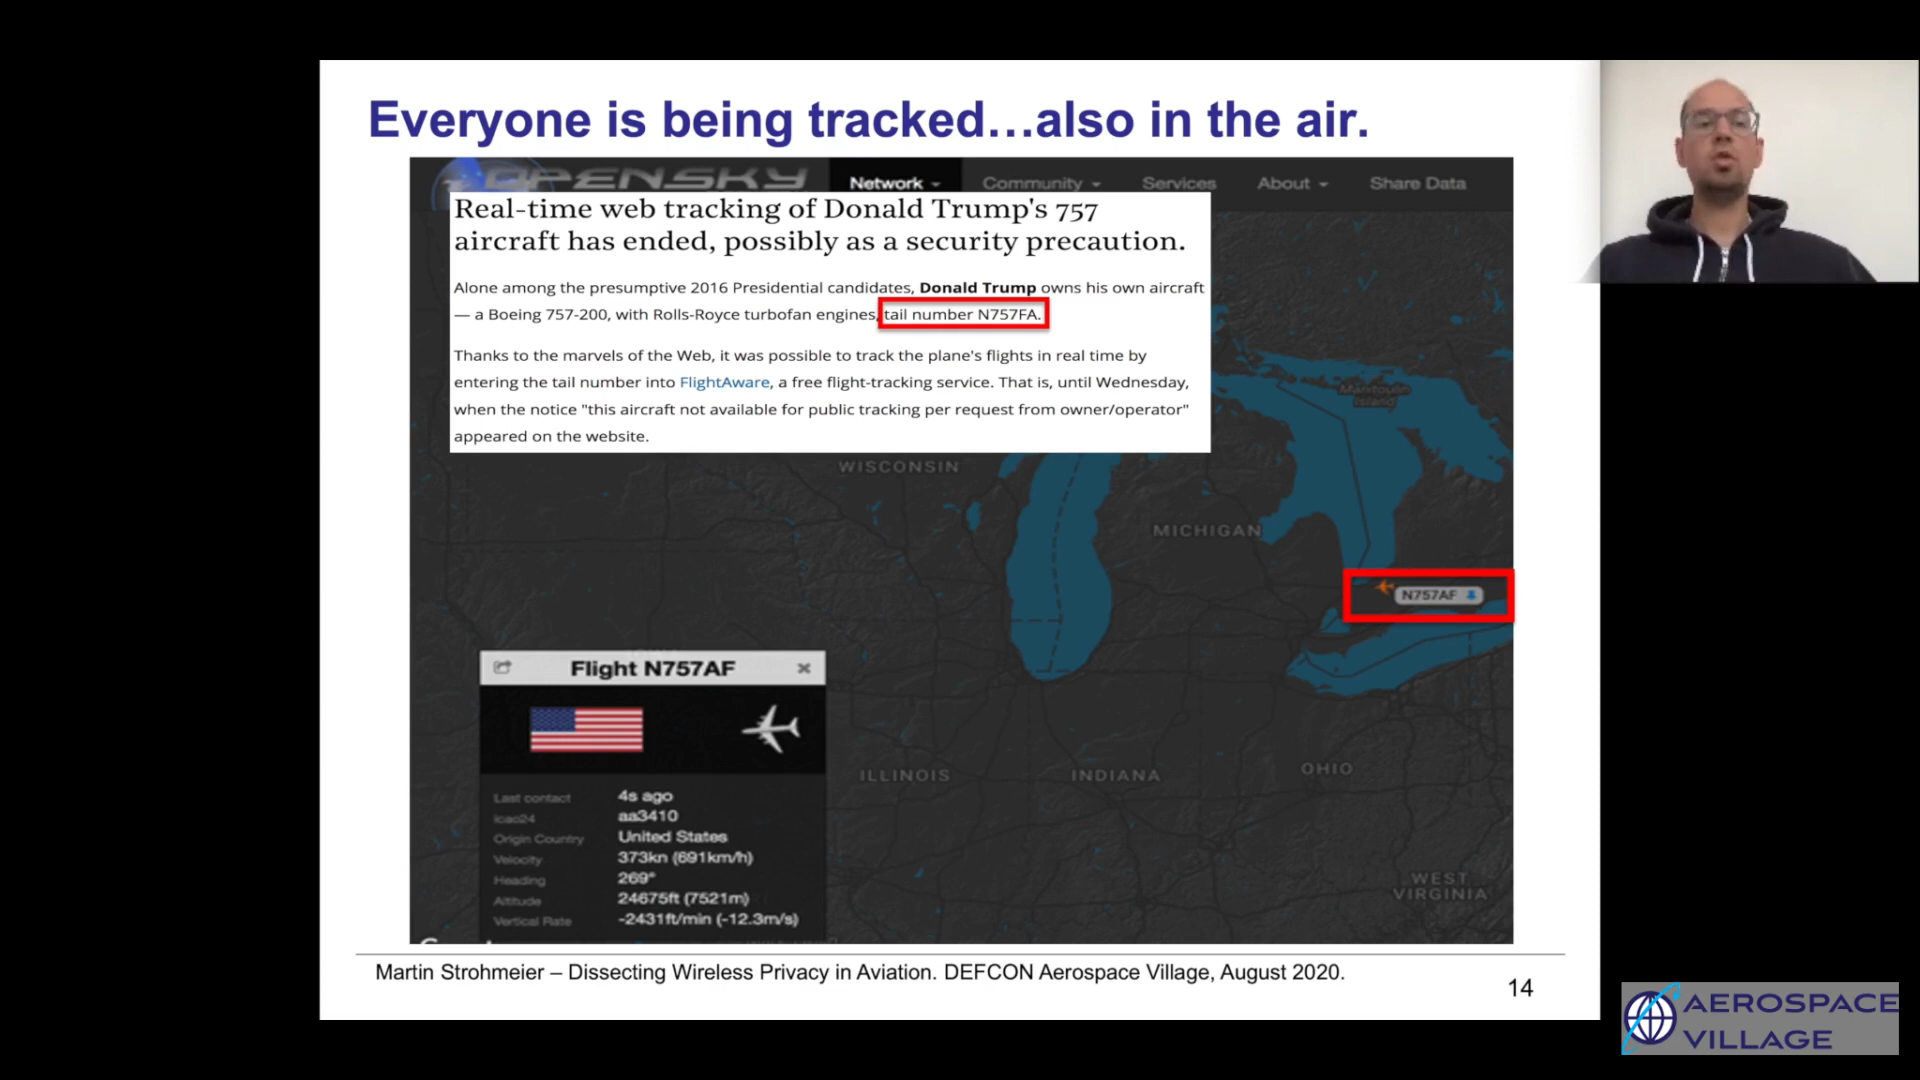 Everyone is being tracked…also in the air.
OPENSKY
Network
Community
Services
About
Share Data
Real-time web tracking of Donald Trump's 757
aircraft has ended, possibly as a security precaution.
Alone among the presumptive 2016 Presidential candidates, Donald Trump owns his own aircraft
— a Boeing 757-200, with Rolls-Royce turbofan engines, tail number N757FA.
Thanks to the marvels of the Web, it was possible to track the plane's flights in real time by
entering the tail number into FlightAware, a free flight-tracking service. That is, until Wednesday,
when the notice "this aircraft not available for public tracking per request from owner/operator"
appeared on the website.
Manitoulin
Island
WISCONSIN
MICHIGAN
N757AF
Flight N757AF
ILLINOIS
INDIANA
OHIO
WEST
VIRGINIA
Last contact 4s ago
Icao24 aa3410
Origin Country United States
Velocity 373kn (691km/h)
Heading 269°
Altitude 24675ft (7521m)
Vertical Rate -2431ft/min (-12.3m/s)
Martin Strohmeier – Dissecting Wireless Privacy in Aviation. DEFCON Aerospace Village, August 2020.
14
AEROSPACE
VILLAGE